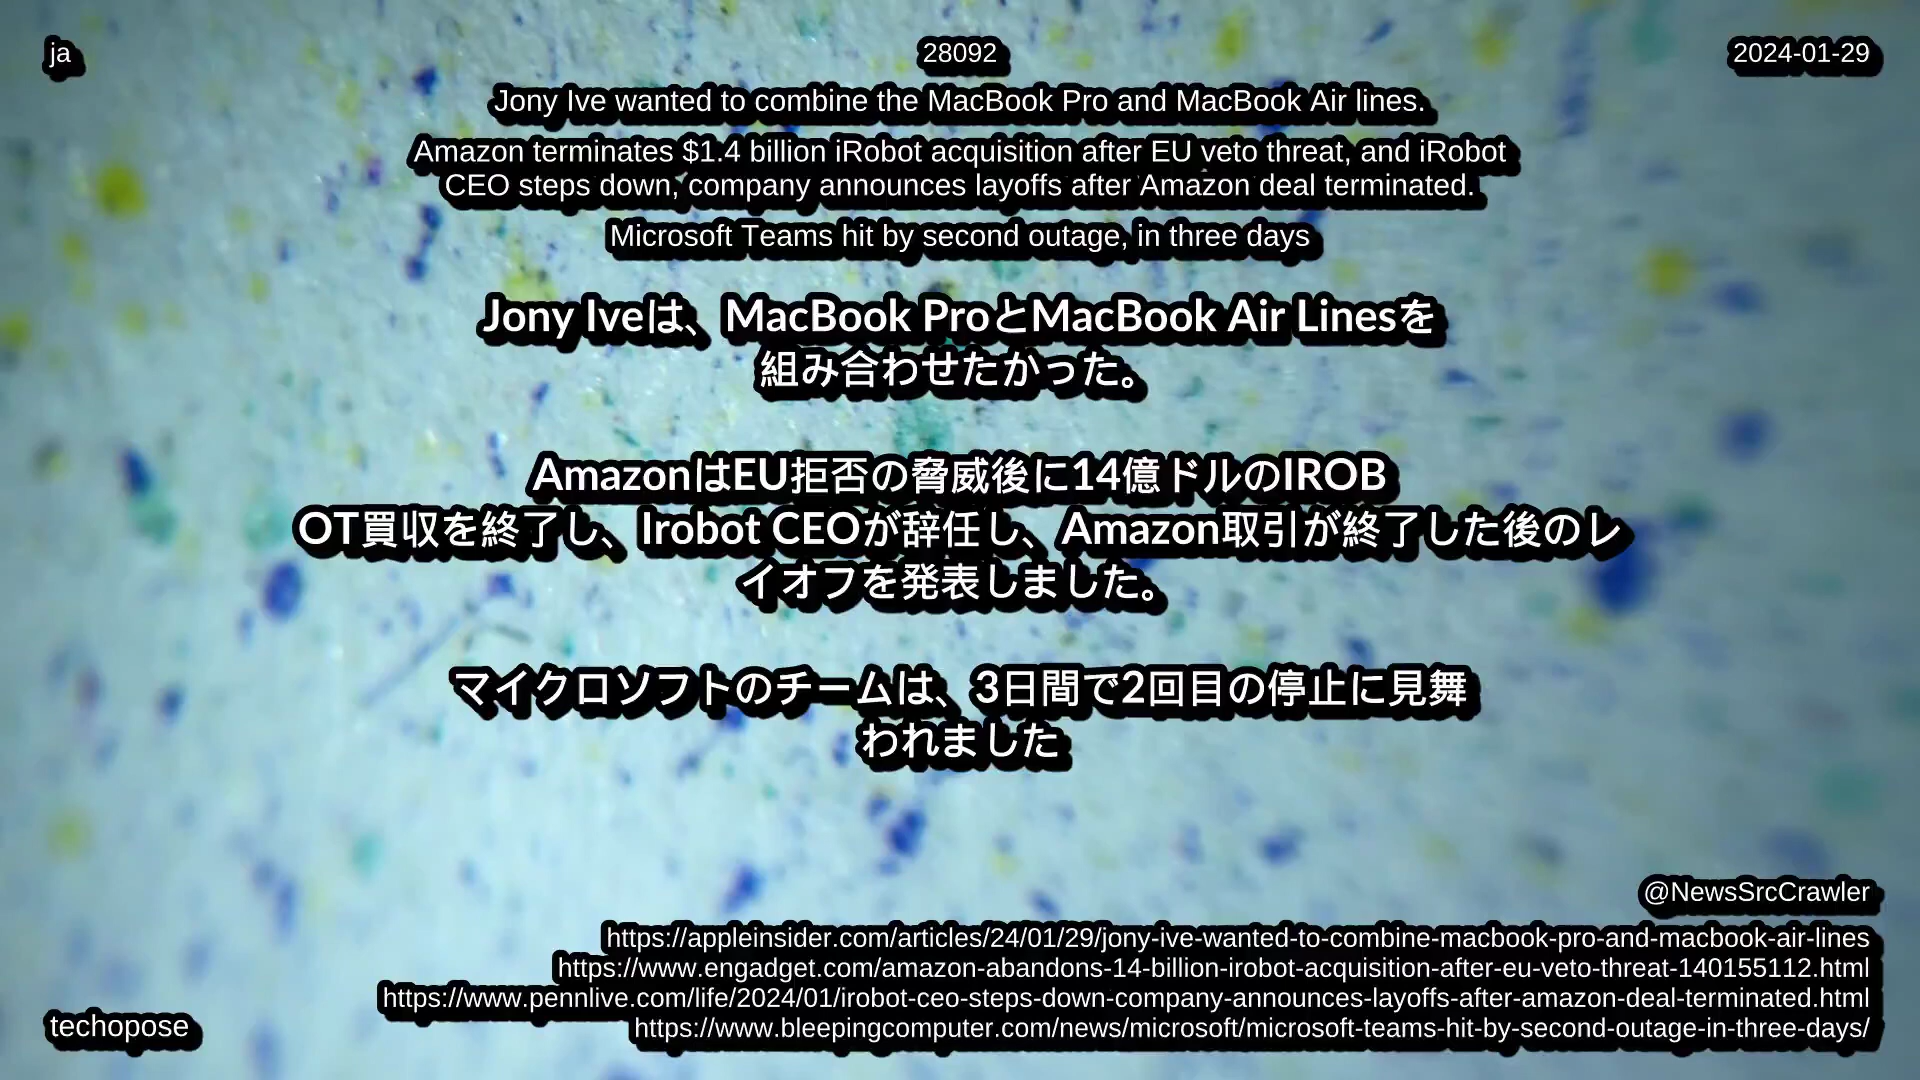 ja
28092
2024-01-29
Jony Ive wanted to combine the MacBook Pro and MacBook Air lines.
Amazon terminates $1.4 billion iRobot acquisition after EU veto threat, and iRobot
CEO steps down, company announces layoffs after Amazon deal terminated.
Microsoft Teams hit by second outage, in three days
Jony Iveは、MacBook ProとMacBook Air Linesを
組み合わせたかった。
AmazonはEU拒否の脅威後に14億ドルのIROB
OT買収を終了し、Irobot CEOが辞任し、Amazon取引が終了した後のレ
イオフを発表しました。
マイクロソフトのチームは、3日間で2回目の停止に見舞
われました
@NewsSrcCrawler
https://appleinsider.com/articles/24/01/29/jony-ive-wanted-to-combine-macbook-pro-and-macbook-air-lines
https://www.engadget.com/amazon-abandons-14-billion-irobot-acquisition-after-eu-veto-threat-140155112.html
https://www.pennlive.com/life/2024/01/irobot-ceo-steps-down-company-announces-layoffs-after-amazon-deal-terminated.html
https://www.bleepingcomputer.com/news/microsoft/microsoft-teams-hit-by-second-outage-in-three-days/
techopose